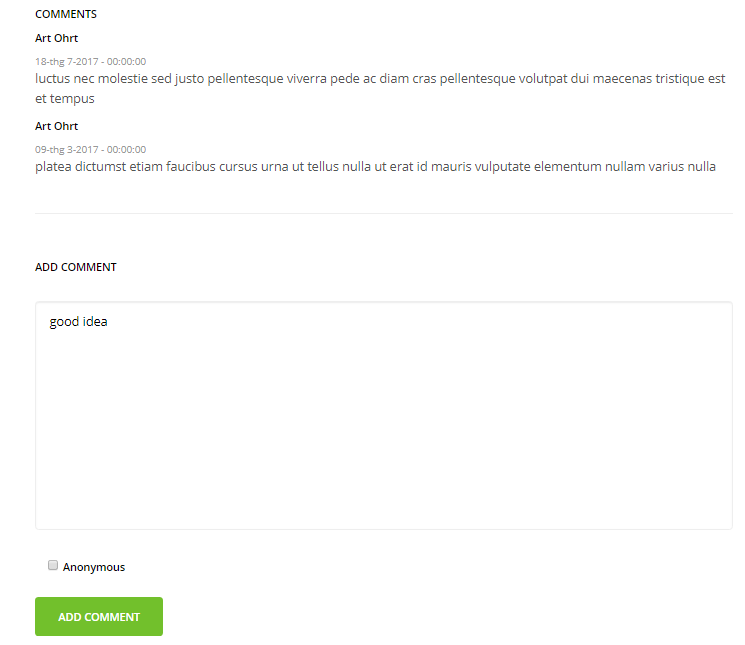 COMMENTS
Art Ohrt
18-thg 7-2017 - 00:00:00
luctus nec molestie sed justo pellentesque viverra pede ac diam cras pellentesque volutpat dui maecenas tristique est
et tempus
Art Ohrt
09-thg 3-2017 - 00:00:00
platea dictumst etiam faucibus cursus urna ut tellus nulla ut erat id mauris vulputate elementum nullam varius nulla
ADD COMMENT
good idea
Anonymous
ADD COMMENT